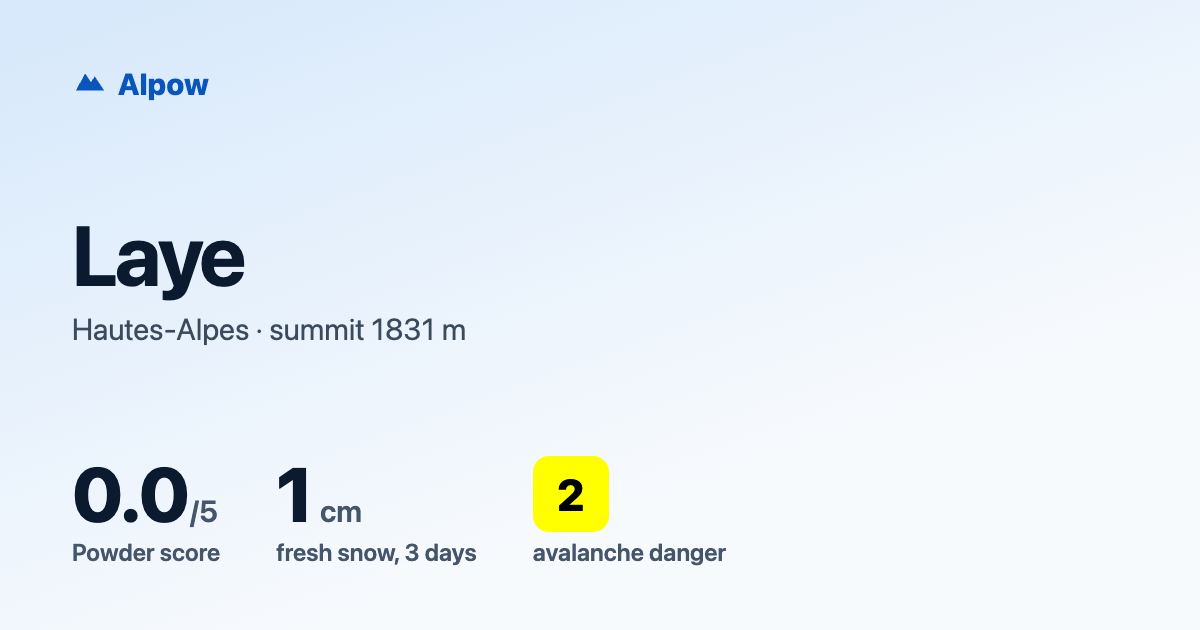 Alpow
Laye
Hautes-Alpes · summit 1831 m
0.0/5
Powder score
1 cm
fresh snow, 3 days
2
avalanche danger